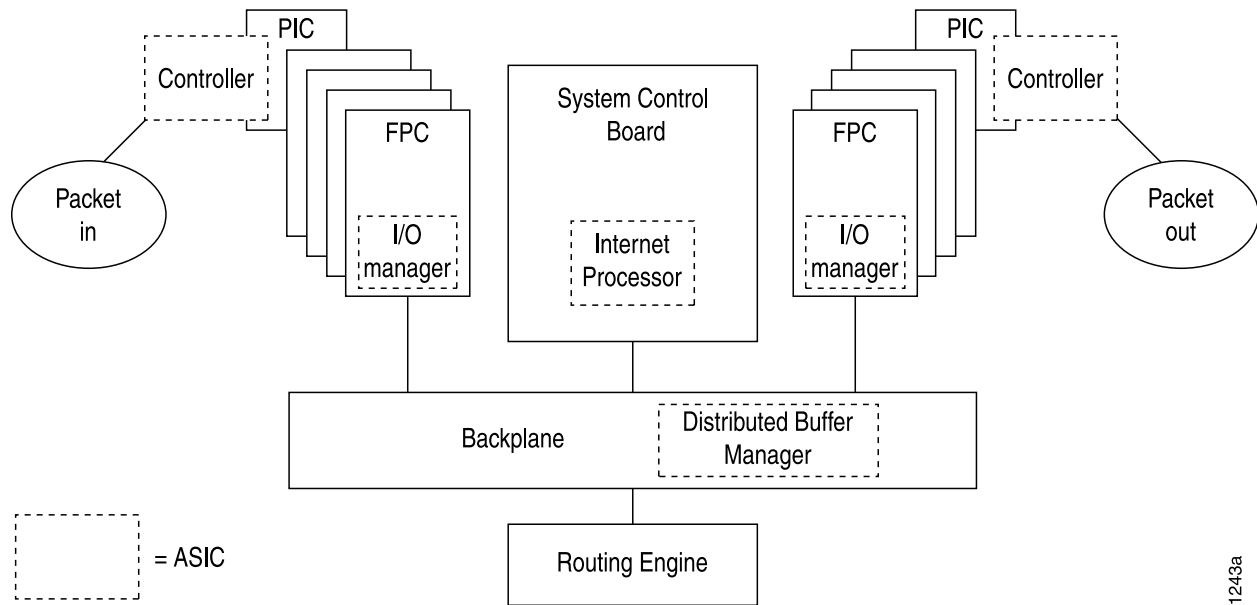 PIC
Controller
FPC
I/O
manager
Packet
in
System Control
Board
Internet
Processor
PIC
Controller
FPC
I/O
manager
Packet
out
Backplane
Distributed Buffer
Manager
Routing Engine
= ASIC
1243a